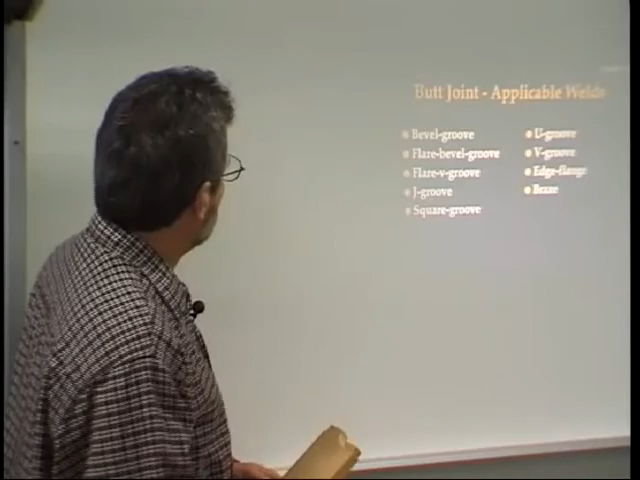 Butt Joint - Applicable Welds
Bevel-groove
Flare-bevel-groove
Flare-v-groove
J-groove
Square-groove
U-groove
V-groove
Edge-flange
Braze